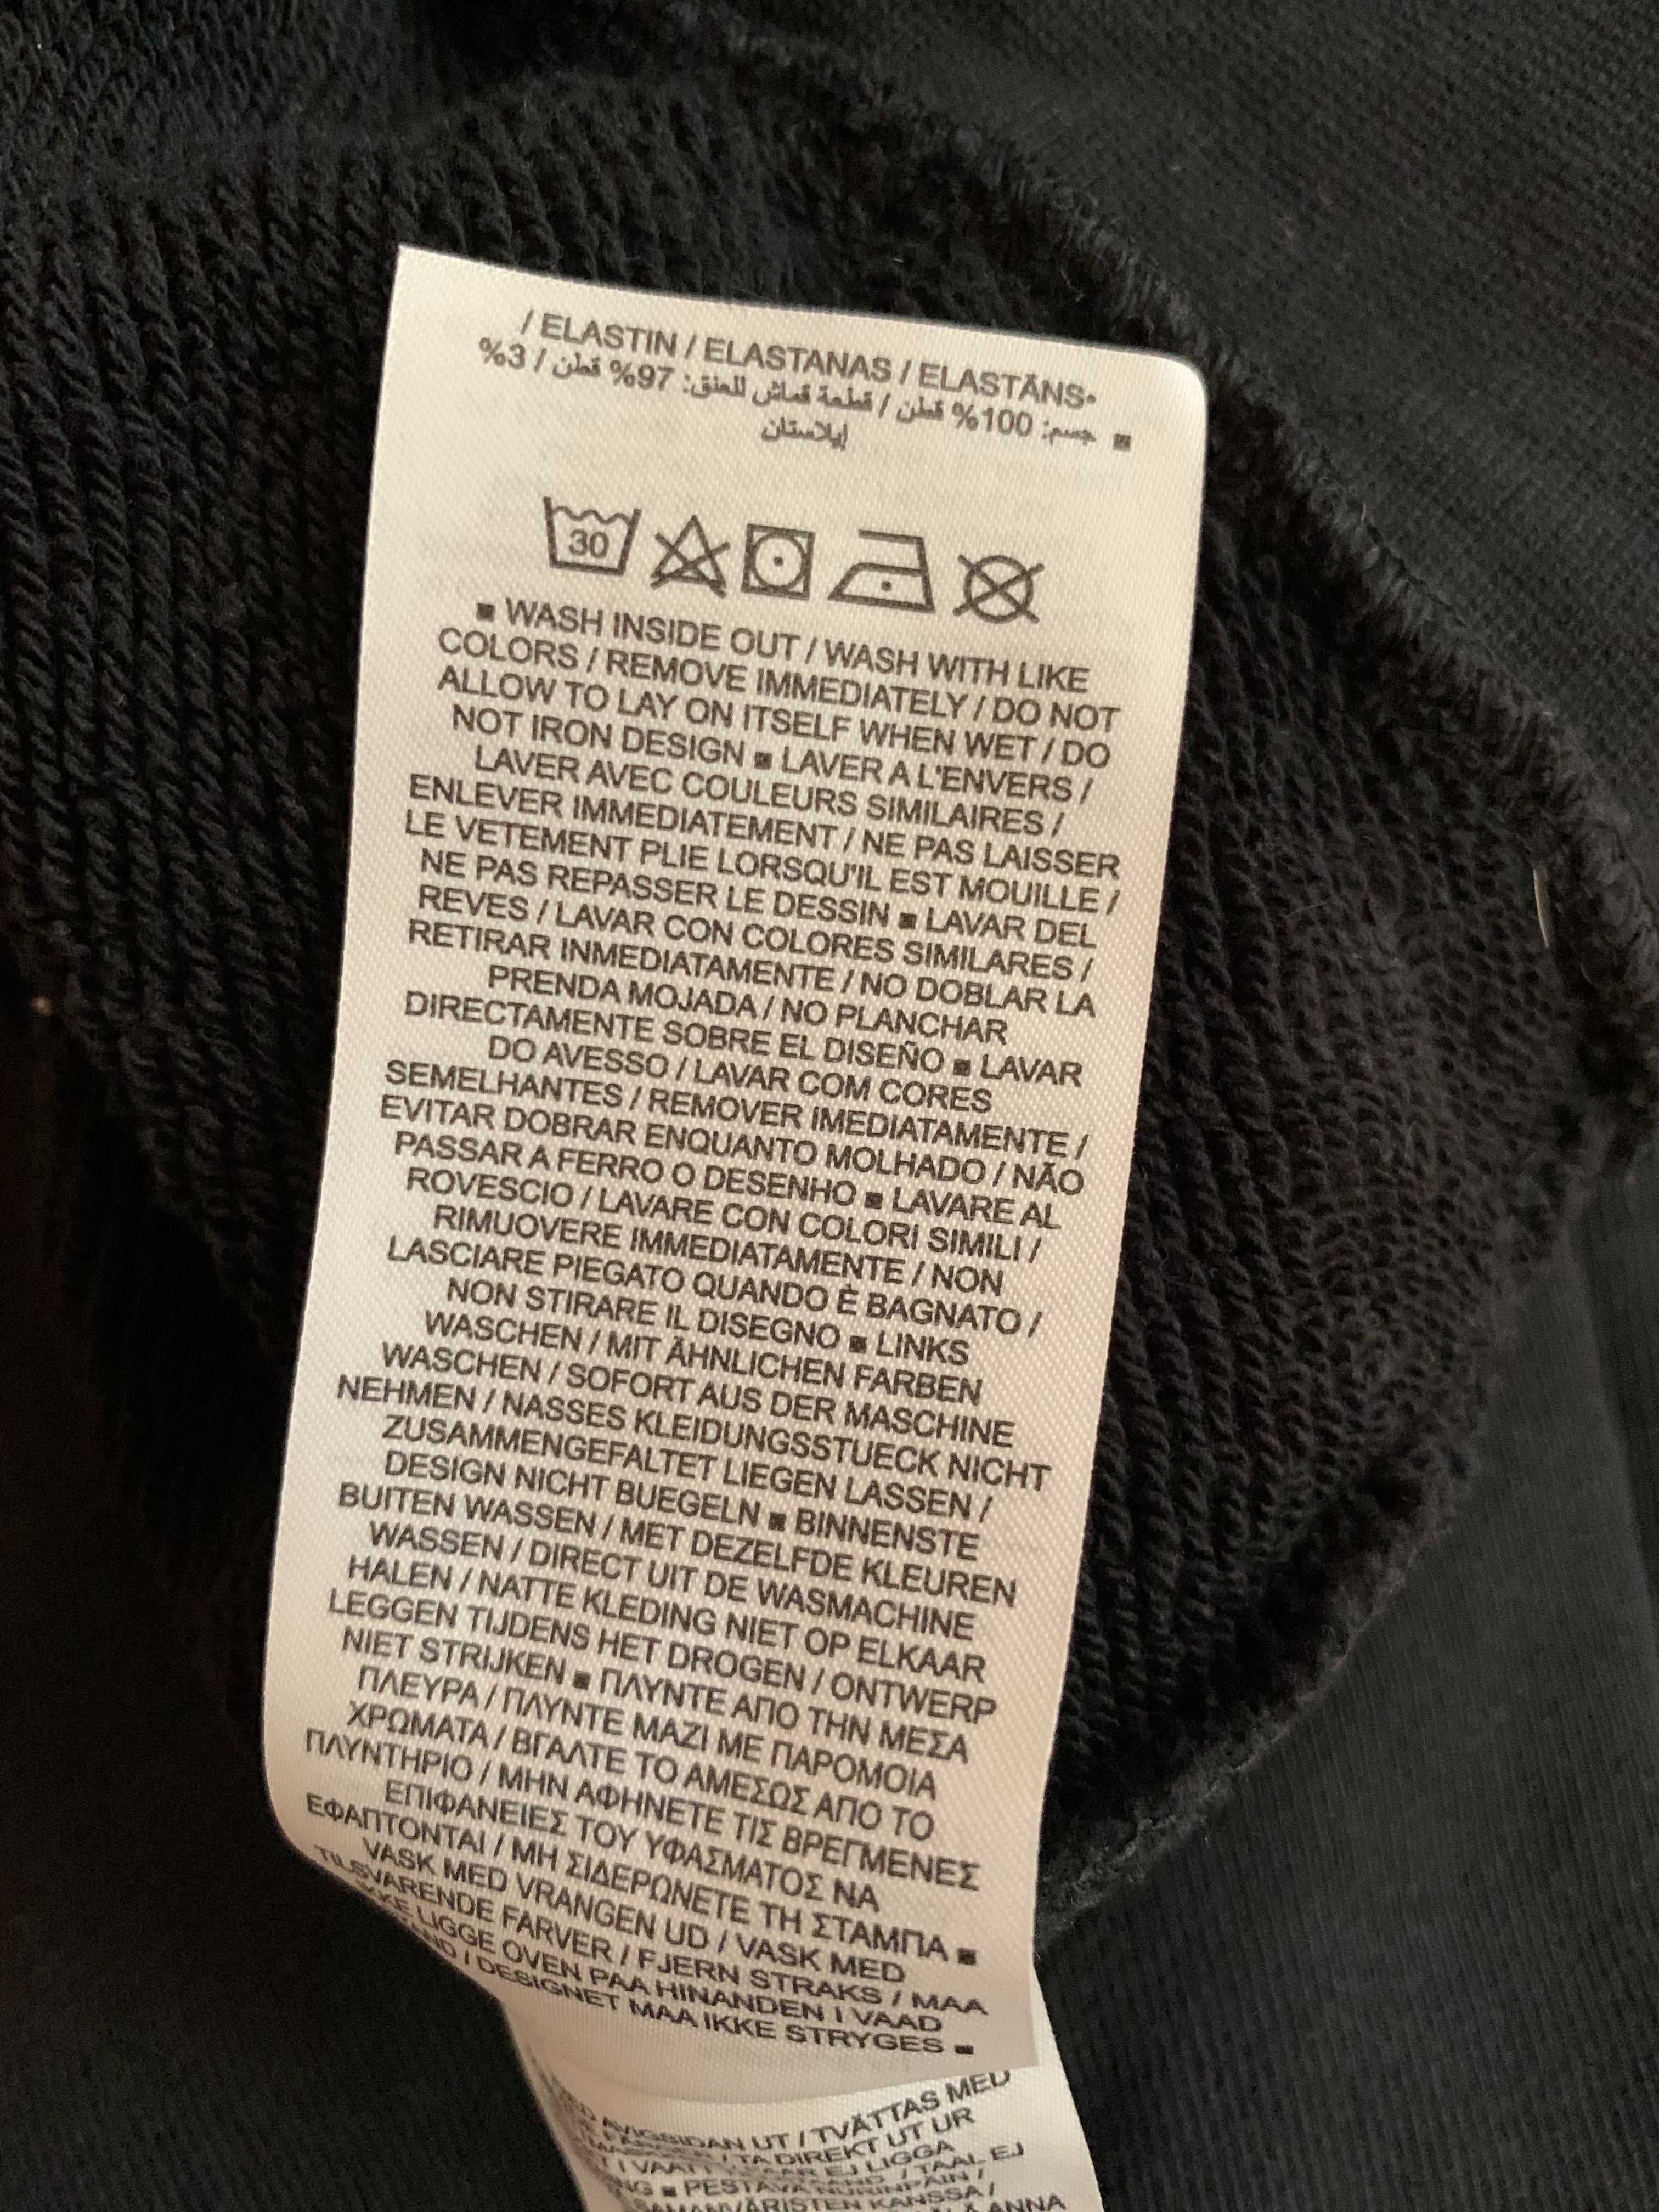 / ELASTIN / ELASTANAS / ELASTĀNS•
■ جسم: 100% قطن / قطعة قماش للعنق: 97% قطن / 3%
إيلاستان
30
■ WASH INSIDE OUT / WASH WITH LIKE
COLORS / REMOVE IMMEDIATELY / DO NOT
ALLOW TO LAY ON ITSELF WHEN WET / DO
NOT IRON DESIGN ■ LAVER A L'ENVERS /
LAVER AVEC COULEURS SIMILAIRES /
ENLEVER IMMEDIATEMENT / NE PAS LAISSER
LE VETEMENT PLIE LORSQU'IL EST MOUILLE /
NE PAS REPASSER LE DESSIN ■ LAVAR DEL
REVES / LAVAR CON COLORES SIMILARES /
RETIRAR INMEDIATAMENTE / NO DOBLAR LA
PRENDA MOJADA / NO PLANCHAR
DIRECTAMENTE SOBRE EL DISEÑO ■ LAVAR
DO AVESSO / LAVAR COM CORES
SEMELHANTES / REMOVER IMEDIATAMENTE /
EVITAR DOBRAR ENQUANTO MOLHADO / NÃO
PASSAR A FERRO O DESENHO ■ LAVARE AL
ROVESCIO / LAVARE CON COLORI SIMILI /
RIMUOVERE IMMEDIATAMENTE / NON
LASCIARE PIEGATO QUANDO È BAGNATO /
NON STIRARE IL DISEGNO ■ LINKS
WASCHEN / MIT ÄHNLICHEN FARBEN
WASCHEN / SOFORT AUS DER MASCHINE
NEHMEN / NASSES KLEIDUNGSSTUECK NICHT
ZUSAMMENGEFALTET LIEGEN LASSEN /
DESIGN NICHT BUEGELN ■ BINNENSTE
BUITEN WASSEN / MET DEZELFDE KLEUREN
WASSEN / DIRECT UIT DE WASMACHINE
HALEN / NATTE KLEDING NIET OP ELKAAR
LEGGEN TIJDENS HET DROGEN / ONTWERP
NIET STRIJKEN ■ ΠΛΥΝΤΕ ΑΠΟ ΤΗΝ ΜΕΣΑ
ΠΛΕΥΡΑ / ΠΛΥΝΤΕ ΜΑΖΙ ΜΕ ΠΑΡΟΜΟΙΑ
ΧΡΩΜΑΤΑ / ΒΓΑΛΤΕ ΤΟ ΑΜΕΣΩΣ ΑΠΟ ΤΟ
ΠΛΥΝΤΗΡΙΟ / ΜΗΝ ΑΦΗΝΕΤΕ ΤΙΣ ΒΡΕΓΜΕΝΕΣ
ΕΠΙΦΑΝΕΙΕΣ ΤΟΥ ΥΦΑΣΜΑΤΟΣ ΝΑ
ΕΦΑΠΤΟΝΤΑΙ / ΜΗ ΣΙΔΕΡΩΝΕΤΕ ΤΗ ΣΤΑΜΠΑ ■
VASK MED VRANGEN UD / VASK MED
TILSVARENDE FARVER / FJERN STRAKS / MAA
IKKE LIGGE OVEN PAA HINANDEN I VAAD
/ DESIGNET MAA IKKE STRYGES ■
AVIGSIDAN UT / TVÄTTAS MED
/ TA DIREKT UT UR
EJ LIGGA
/ TAAL EJ
■ PESTAVA NURINPÄIN /
KANSSA /